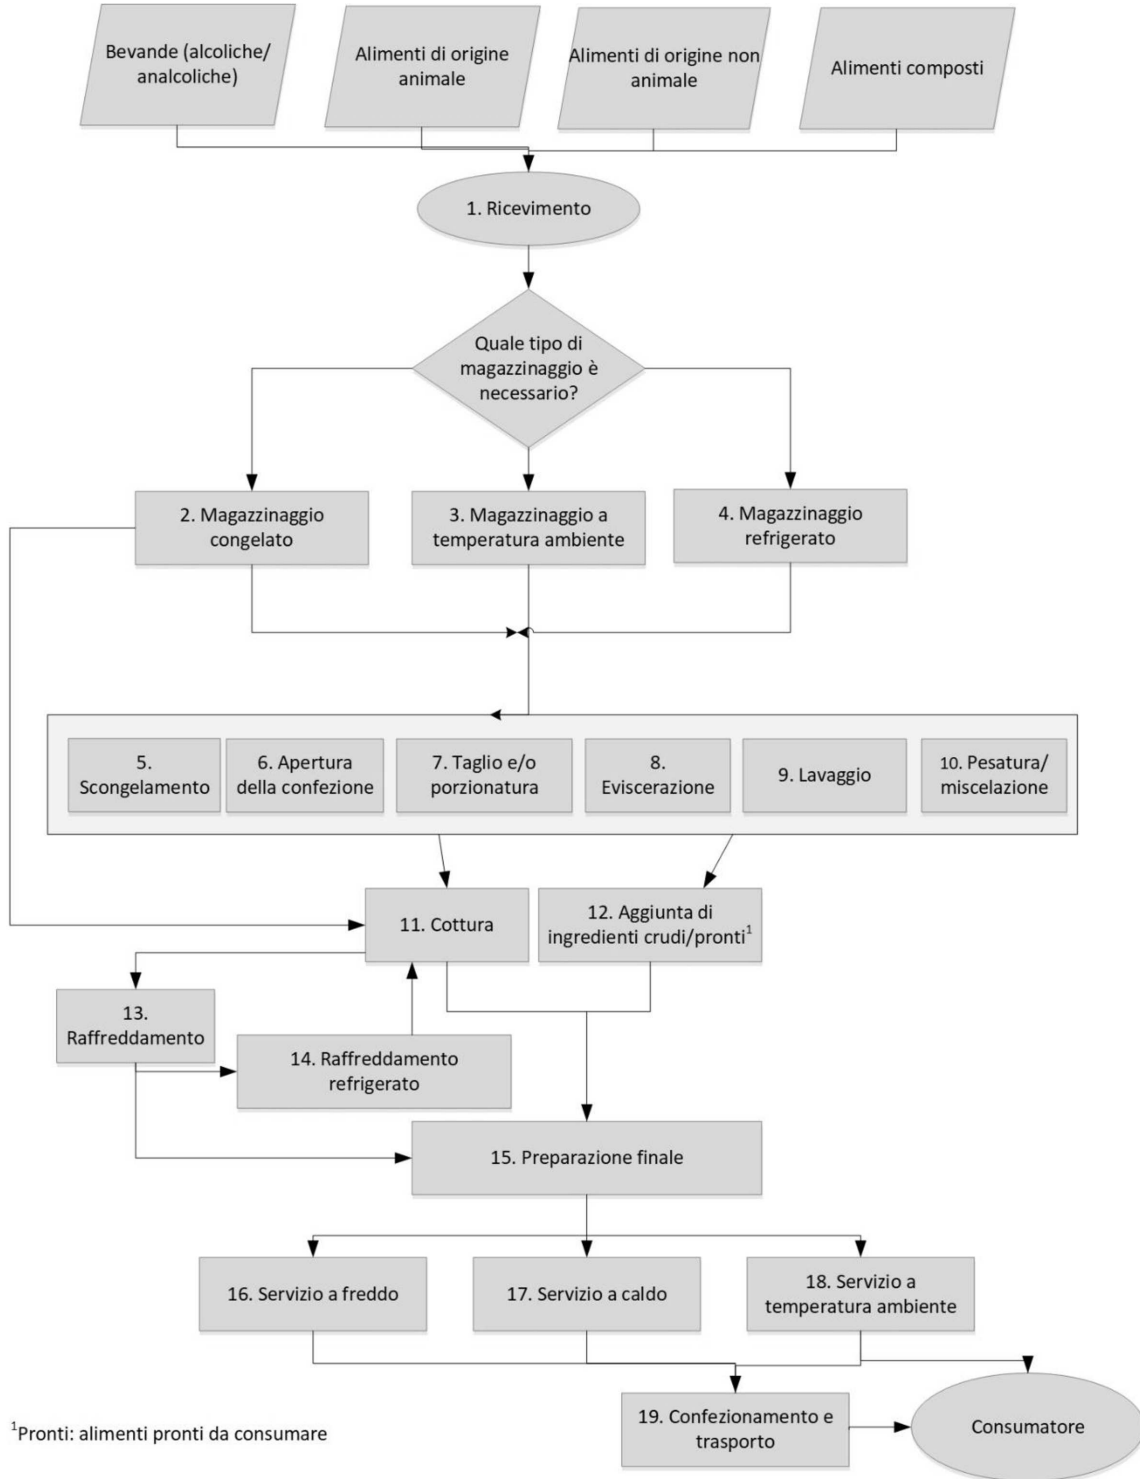 Bevande (alcoliche/
analcoliche)
Alimenti di origine
animale
Alimenti di origine non
animale
Alimenti composti
1. Ricevimento
Quale tipo di
magazzinaggio è
necessario?
2. Magazzinaggio
congelato
3. Magazzinaggio a
temperatura ambiente
4. Magazzinaggio
refrigerato
5.
Scongelamento
6. Apertura
della confezione
7. Taglio e/o
porzionatura
8.
Eviscerazione
9. Lavaggio
10. Pesatura/
miscelazione
11. Cottura
12. Aggiunta di
ingredienti crudi/pronti¹
13.
Raffreddamento
14. Raffreddamento
refrigerato
15. Preparazione finale
16. Servizio a freddo
17. Servizio a caldo
18. Servizio a
temperatura ambiente
19. Confezionamento e
trasporto
Consumatore
¹Pronti: alimenti pronti da consumare